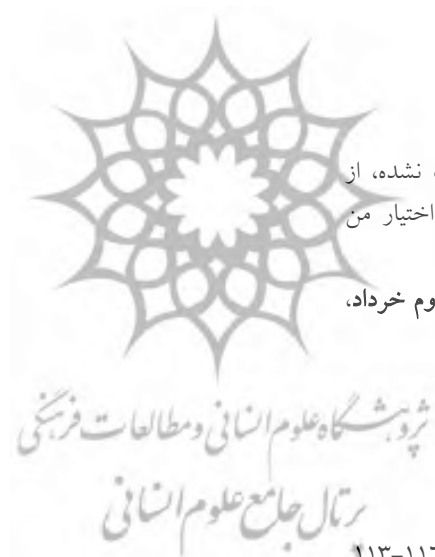 نشده، از
اختیار من
وم خرداد،
پژوهشگاه علوم انسانی و مطالعات فرهنگی
پرتال جامع علوم انسانی